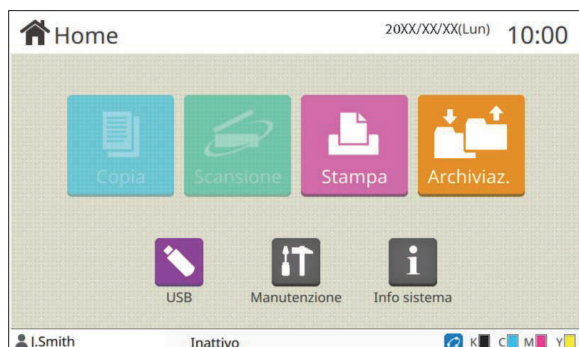 Home 20XX/XX/XX(Lun) 10:00
Copia Scansione Stampa Archiviaz.
USB Manutenzione Info sistema
J.Smith Inattivo K C M Y